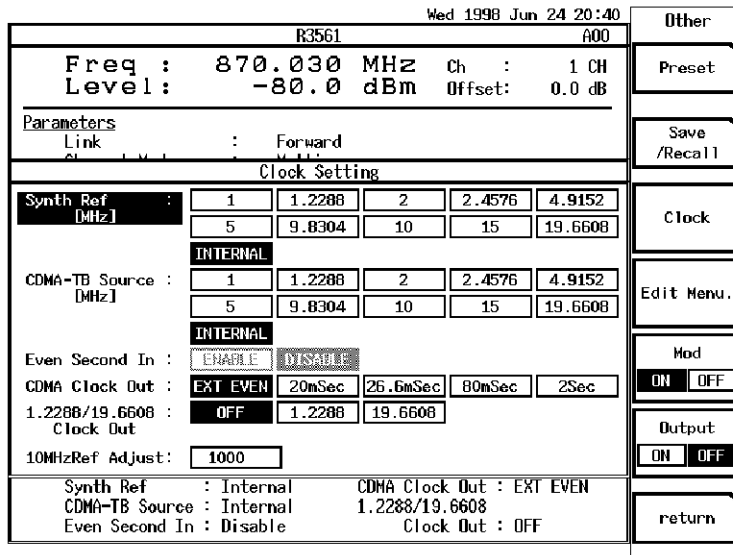 Wed 1998 Jun 24 20:40
Other
R3561 A00
Freq : 870.030 MHz Ch : 1 CH
Level: -80.0 dBm Offset: 0.0 dB
Preset
Parameters
Link : Forward
Save
/Recall
Clock Setting
Synth Ref : 1 1.2288 2 2.4576 4.9152
[MHz] 5 9.8304 10 15 19.6608
INTERNAL
Clock
CDMA-TB Source : 1 1.2288 2 2.4576 4.9152
[MHz] 5 9.8304 10 15 19.6608
INTERNAL
Edit Menu.
Even Second In : ENABLE DISABLE
CDMA Clock Out : EXT EVEN 20mSec 26.6mSec 80mSec 2Sec
1.2288/19.6608 : OFF 1.2288 19.6608
Clock Out
10MHzRef Adjust: 1000
Mod
ON OFF
Output
ON OFF
Synth Ref : Internal CDMA Clock Out : EXT EVEN
CDMA-TB Source : Internal 1.2288/19.6608
Even Second In : Disable Clock Out : OFF
return